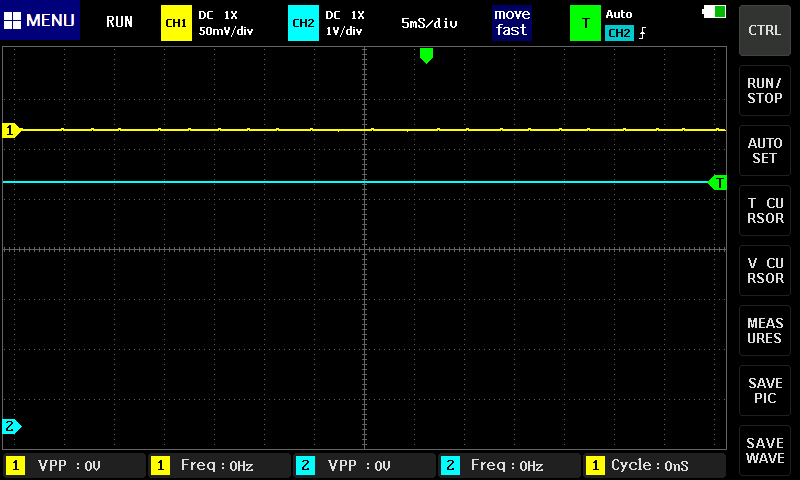 MENU RUN CH1 DC 1X 50mV/div CH2 DC 1X 1V/div 5mS/div move fast T Auto CH2
CTRL
RUN/
STOP
AUTO
SET
T CU
RSOR
V CU
RSOR
MEAS
URES
SAVE
PIC
SAVE
WAVE
1
T
2
1 VPP :0V 1 Freq :0Hz 2 VPP :0V 2 Freq :0Hz 1 Cycle :0nS